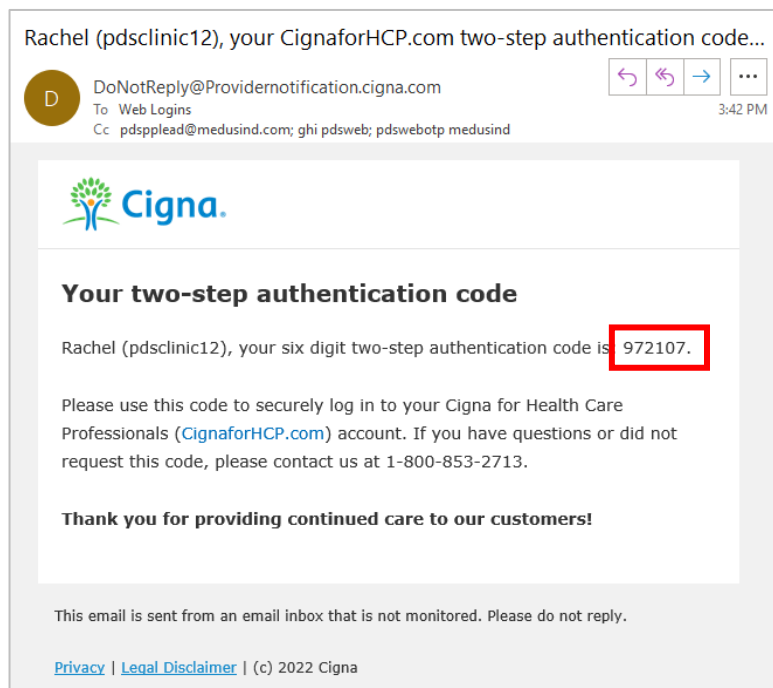 Rachel (pdsclinic12), your CignaforHCP.com two-step authentication code...
D
DoNotReply@Providernotification.cigna.com
To Web Logins
3:42 PM
Cc pdspplead@medusind.com; ghi pdsweb; pdswebotp medusind
Cigna.
Your two-step authentication code
Rachel (pdsclinic12), your six digit two-step authentication code is 972107.
Please use this code to securely log in to your Cigna for Health Care
Professionals (CignaforHCP.com) account. If you have questions or did not
request this code, please contact us at 1-800-853-2713.
Thank you for providing continued care to our customers!
This email is sent from an email inbox that is not monitored. Please do not reply.
Privacy | Legal Disclaimer | (c) 2022 Cigna